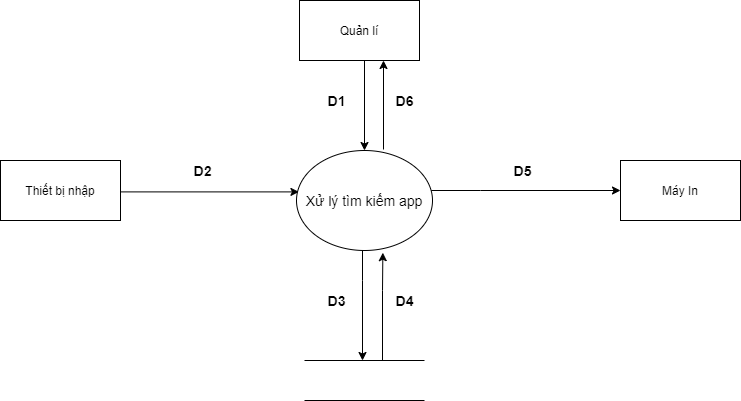 Quản lí
D1
D6
D2
D5
Thiết bị nhập
Xử lý tìm kiếm app
Máy In
D3
D4